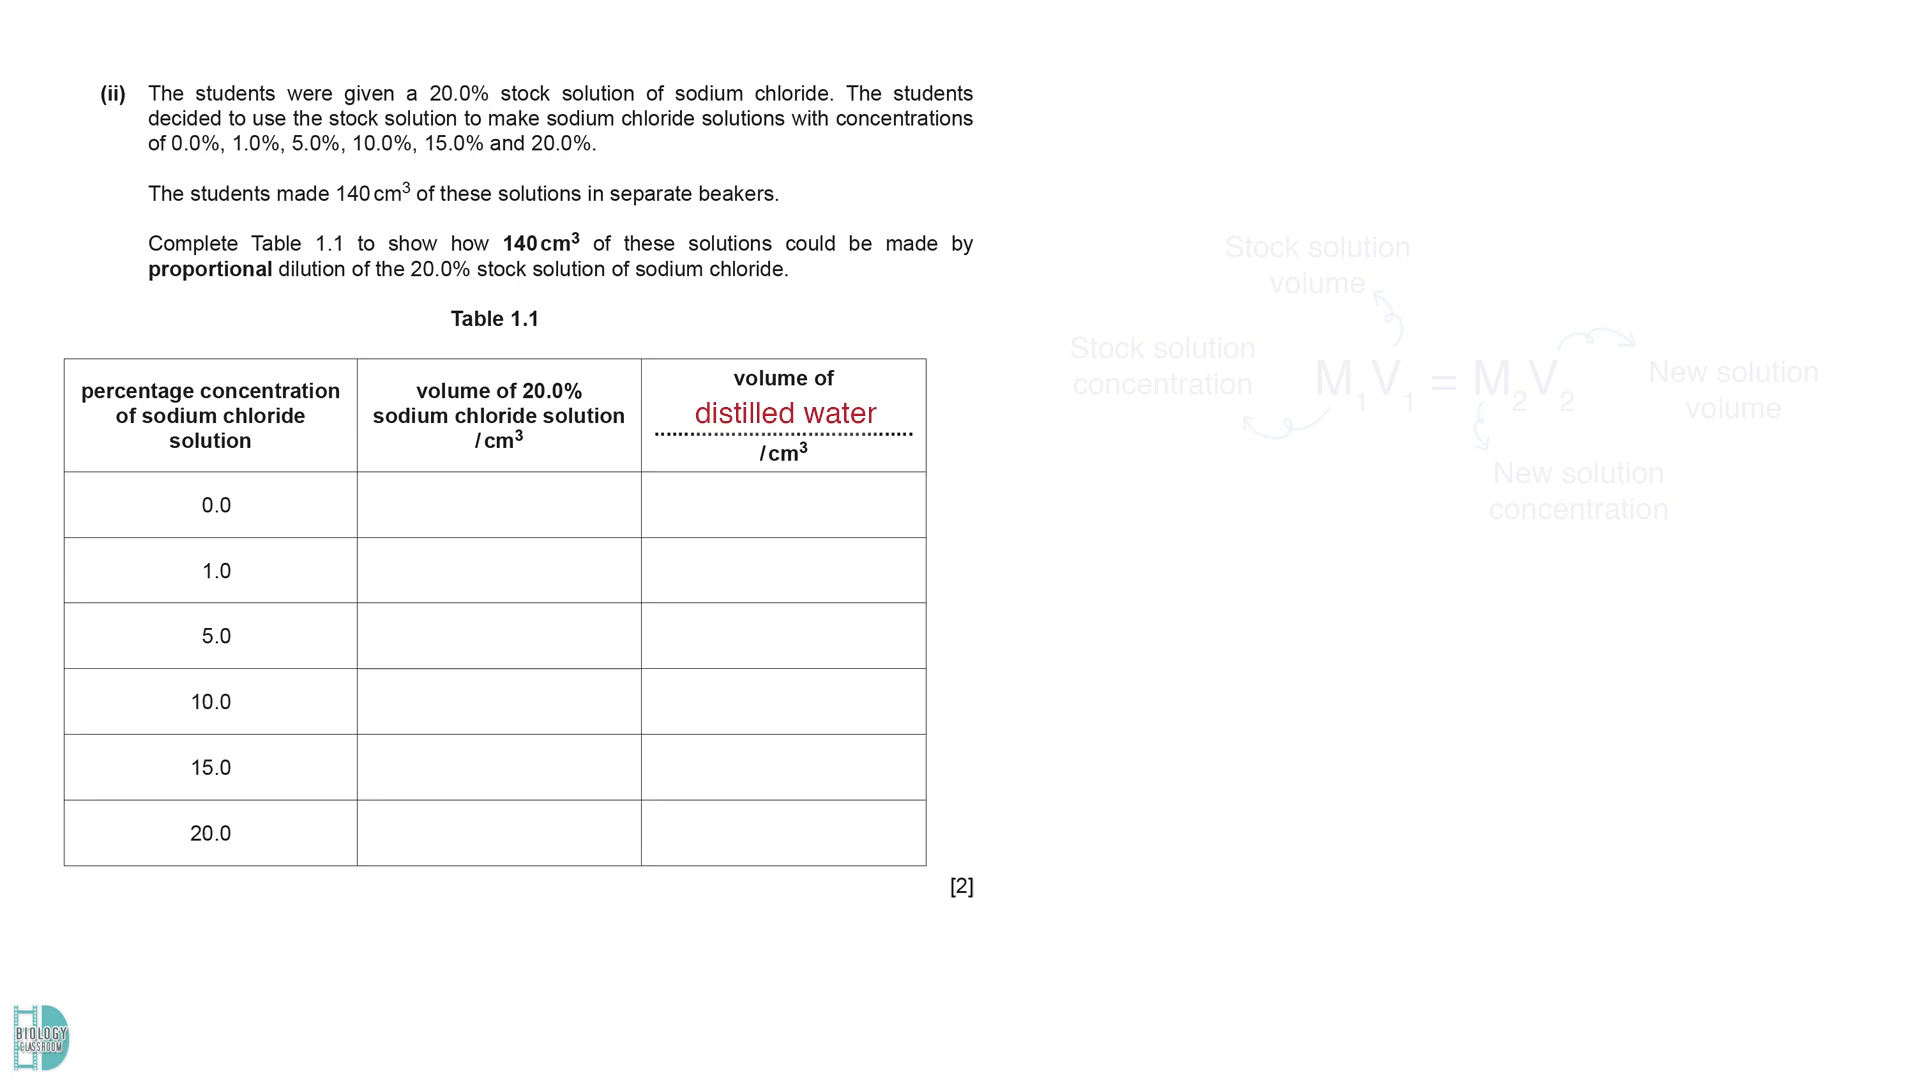 (ii) The students were given a 20.0% stock solution of sodium chloride. The students
decided to use the stock solution to make sodium chloride solutions with concentrations
of 0.0%, 1.0%, 5.0%, 10.0%, 15.0% and 20.0%.
The students made 140 cm³ of these solutions in separate beakers.
Complete Table 1.1 to show how 140 cm³ of these solutions could be made by
proportional dilution of the 20.0% stock solution of sodium chloride.
Table 1.1
percentage concentration
of sodium chloride
solution
volume of 20.0%
sodium chloride solution
/ cm³
volume of
distilled water
............................................
/ cm³
0.0
1.0
5.0
10.0
15.0
20.0
[2]
Stock solution
volume
Stock solution
concentration
M₁V₁ = M₂V₂
New solution
volume
New solution
concentration
BIOLOGY
CLASSROOM